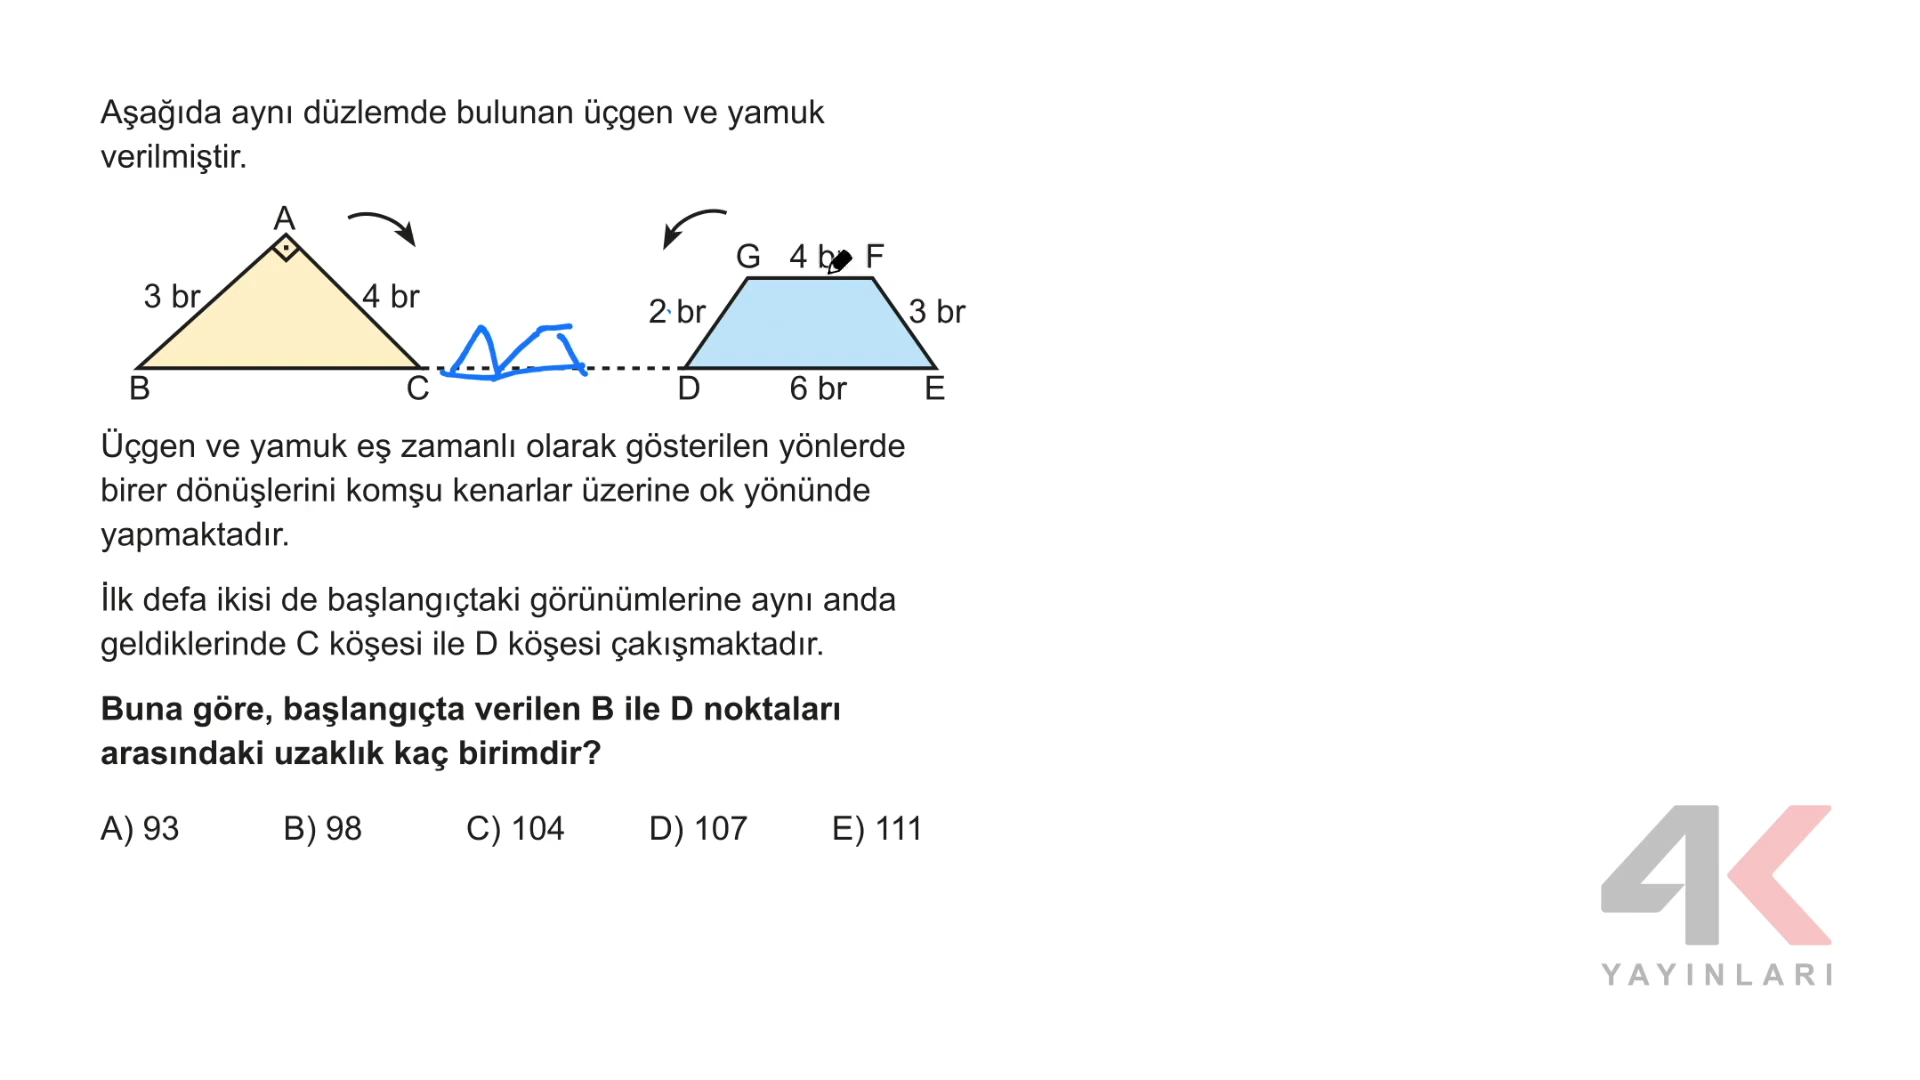 Aşağıda aynı düzlemde bulunan üçgen ve yamuk
verilmiştir.
A
G 4 br F
3 br 4 br 2 br 3 br
B C D 6 br E
Üçgen ve yamuk eş zamanlı olarak gösterilen yönlerde
birer dönüşlerini komşu kenarlar üzerine ok yönünde
yapmaktadır.
İlk defa ikisi de başlangıçtaki görünümlerine aynı anda
geldiklerinde C köşesi ile D köşesi çakışmaktadır.
Buna göre, başlangıçta verilen B ile D noktaları
arasındaki uzaklık kaç birimdir?
A) 93 B) 98 C) 104 D) 107 E) 111
4K
YAYINLARI